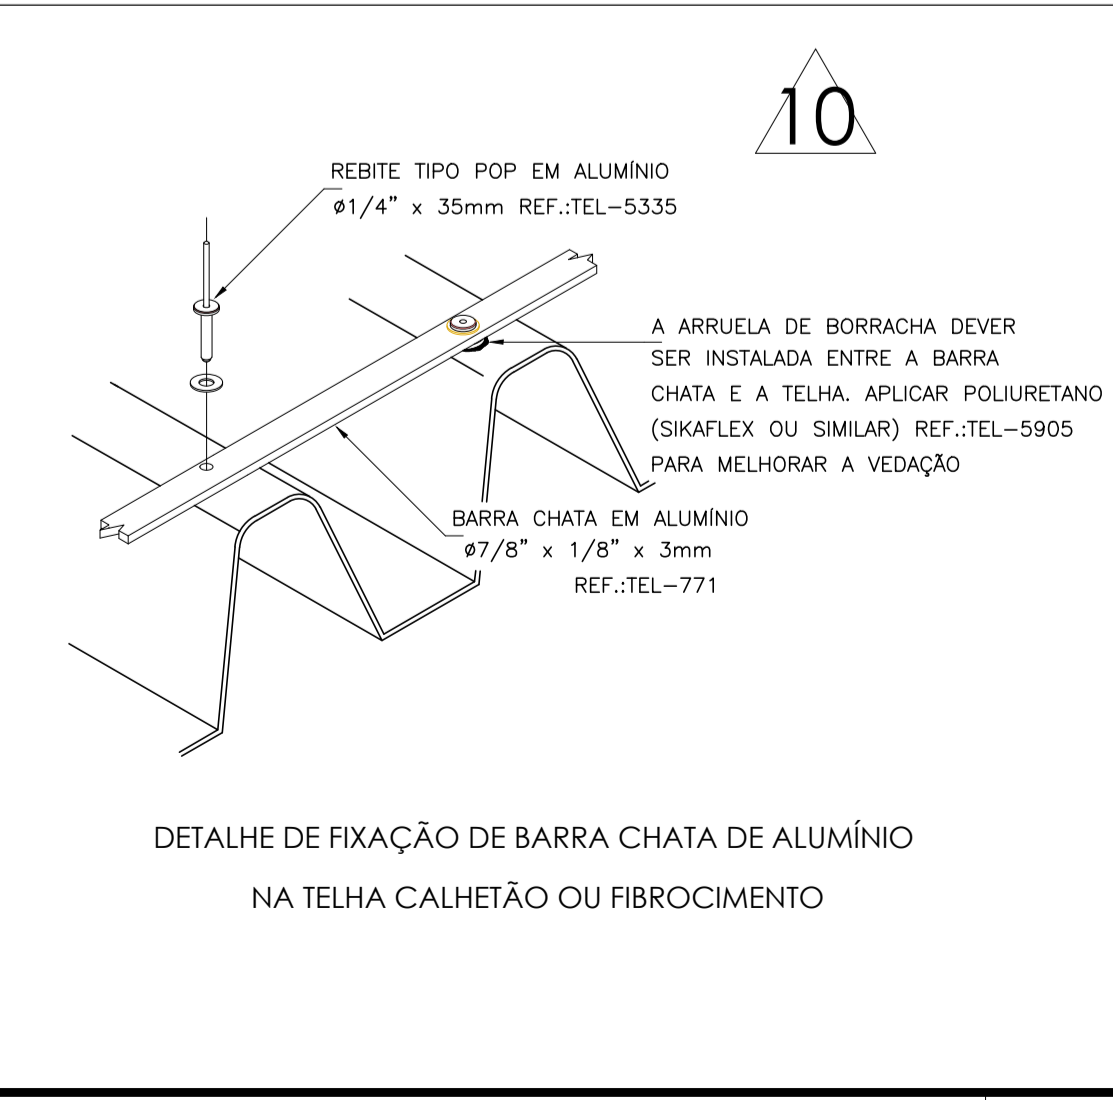 10
REBITE TIPO POP EM ALUMÍNIO
ø1/4" x 35mm REF.:TEL-5335
A ARRUELA DE BORRACHA DEVER
SER INSTALADA ENTRE A BARRA
CHATA E A TELHA. APLICAR POLIURETANO
(SIKAFLEX OU SIMILAR) REF.:TEL-5905
PARA MELHORAR A VEDAÇÃO
BARRA CHATA EM ALUMÍNIO
ø7/8" x 1/8" x 3mm
REF.:TEL-771
DETALHE DE FIXAÇÃO DE BARRA CHATA DE ALUMÍNIO
NA TELHA CALHETÃO OU FIBROCIMENTO